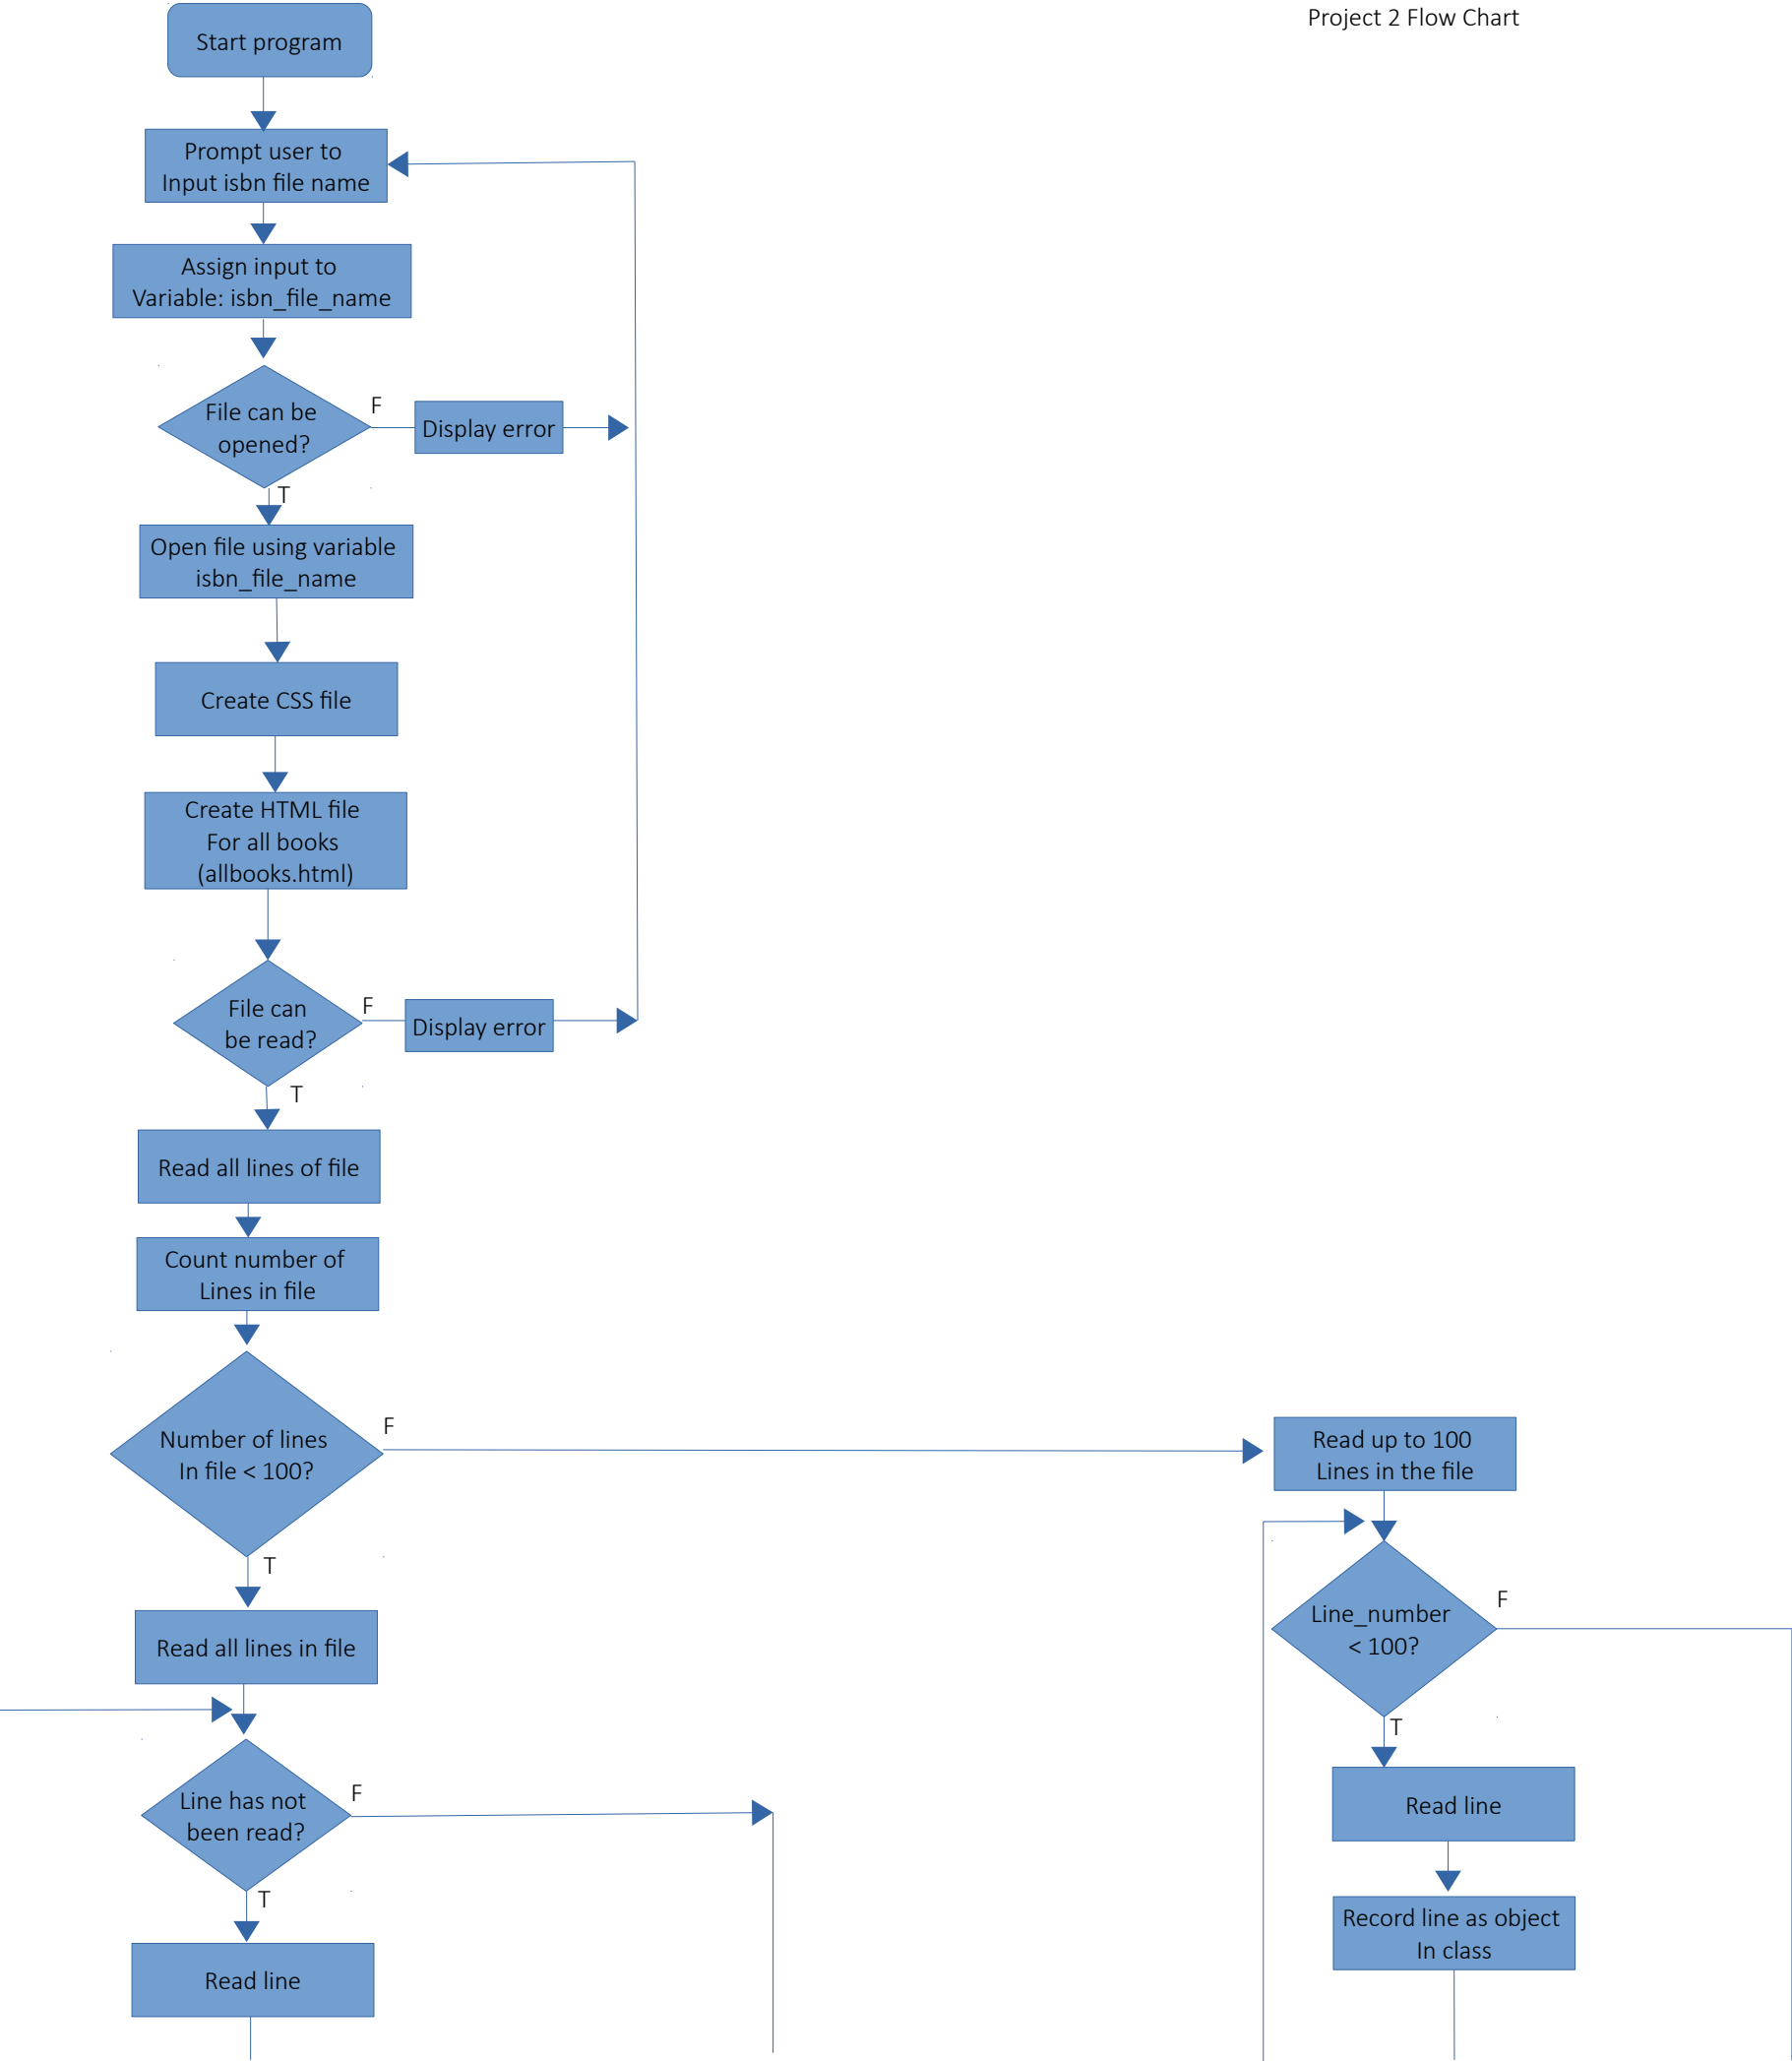 Project 2 Flow Chart
Start program
Prompt user to
Input isbn file name
Assign input to
Variable: isbn_file_name
File can be
opened?
F
Display error
T
Open file using variable
isbn_file_name
Create CSS file
Create HTML file
For all books
(allbooks.html)
File can
be read?
F
Display error
T
Read all lines of file
Count number of
Lines in file
Number of lines
In file < 100?
F
T
Read all lines in file
Line has not
been read?
F
T
Read line
Read up to 100
Lines in the file
Line_number
< 100?
F
T
Read line
Record line as object
In class